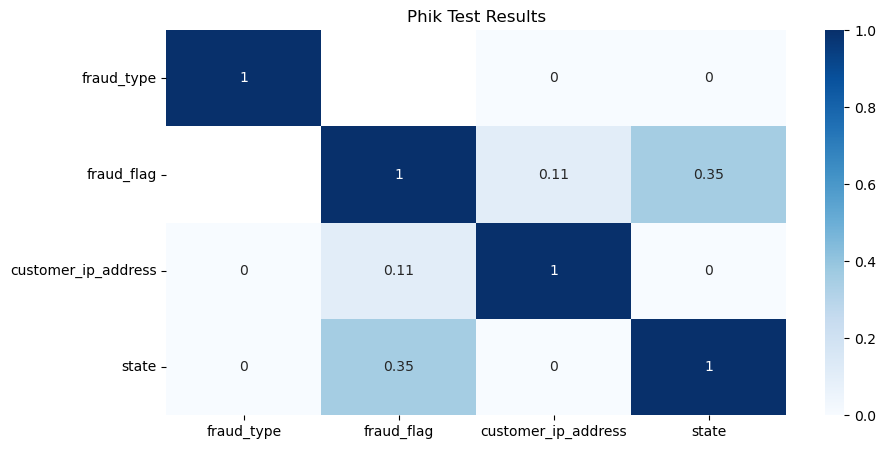 Phik Test Results
fraud_type 1 0 0
fraud_flag 1 0.11 0.35
customer_ip_address 0 0.11 1 0
state 0 0.35 0 1
fraud_type fraud_flag customer_ip_address state
1.0
0.8
0.6
0.4
0.2
0.0